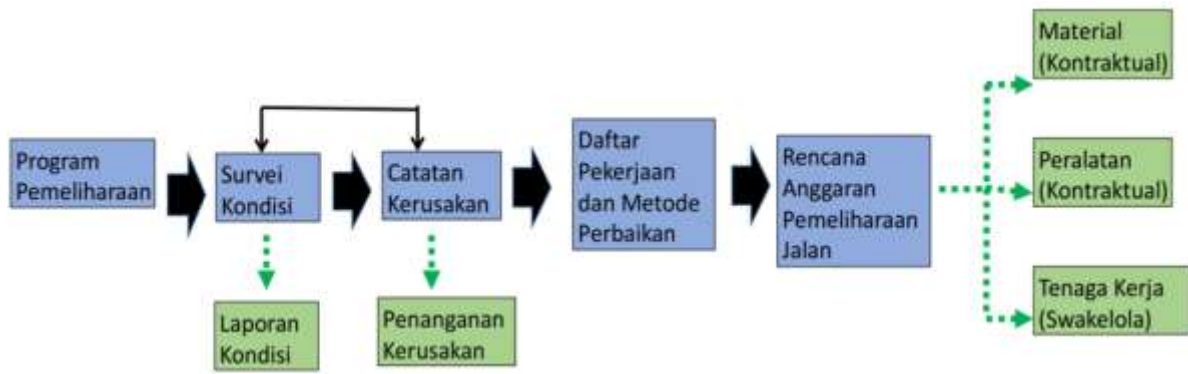 Program
Pemeliharaan
Survei
Kondisi
Catatan
Kerusakan
Daftar
Pekerjaan
dan Metode
Perbaikan
Rencana
Anggaran
Pemeliharaan
Jalan
Laporan
Kondisi
Penanganan
Kerusakan
Material
(Kontraktual)
Peralatan
(Kontraktual)
Tenaga Kerja
(Swakelola)